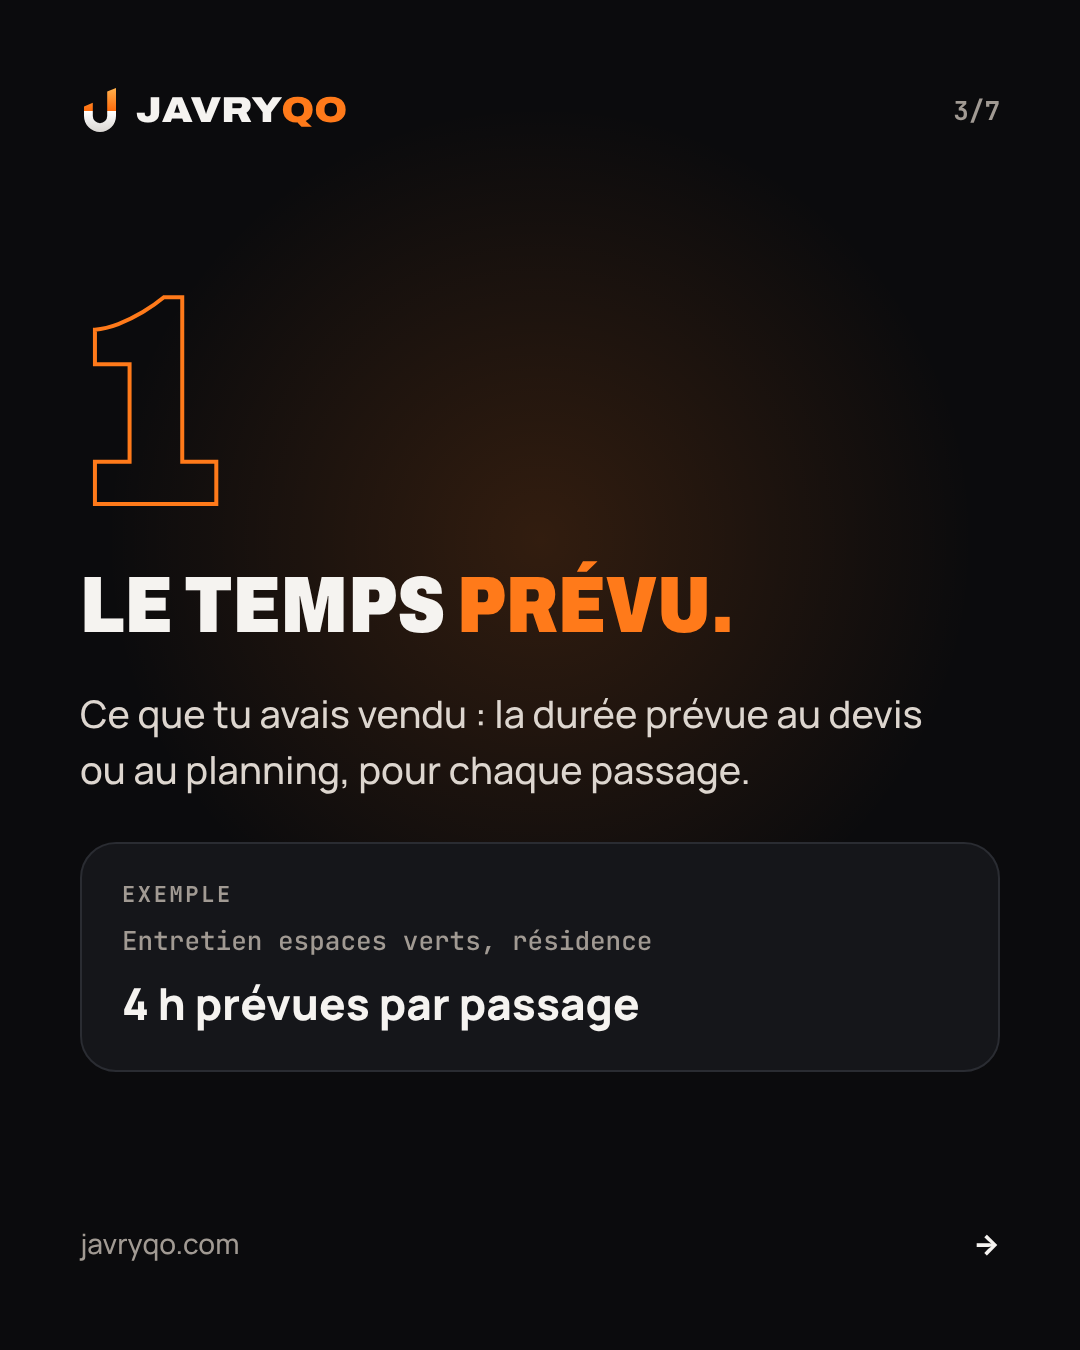 JAVRYQO
3/7
1
LE TEMPS PRÉVU.
Ce que tu avais vendu : la durée prévue au devis
ou au planning, pour chaque passage.
EXEMPLE
Entretien espaces verts, résidence
4 h prévues par passage
javryqo.com →